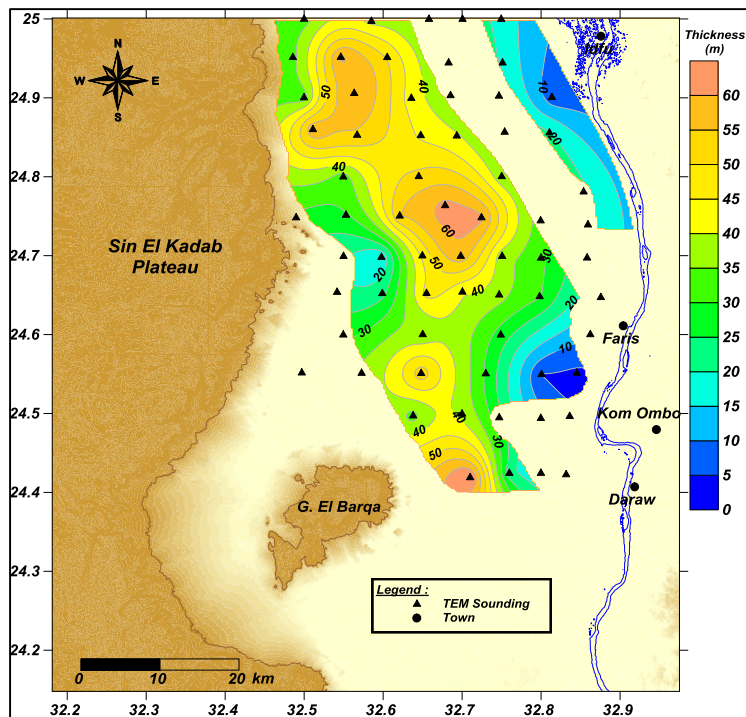 25
24.9
24.8
24.7
24.6
24.5
24.4
24.3
24.2
32.2
32.3
32.4
32.5
32.6
32.7
32.8
32.9
N
W E
S
Sin El Kadab
Plateau
G. El Barqa
Idfu
Faris
Kom Ombo
Daraw
50
40
10
20
40
60
50
30
20
40
20
30
10
40
40
30
50
Thickness
(m)
60
55
50
45
40
35
30
25
20
15
10
5
0
Legend :
TEM Sounding
Town
0 10 20 km